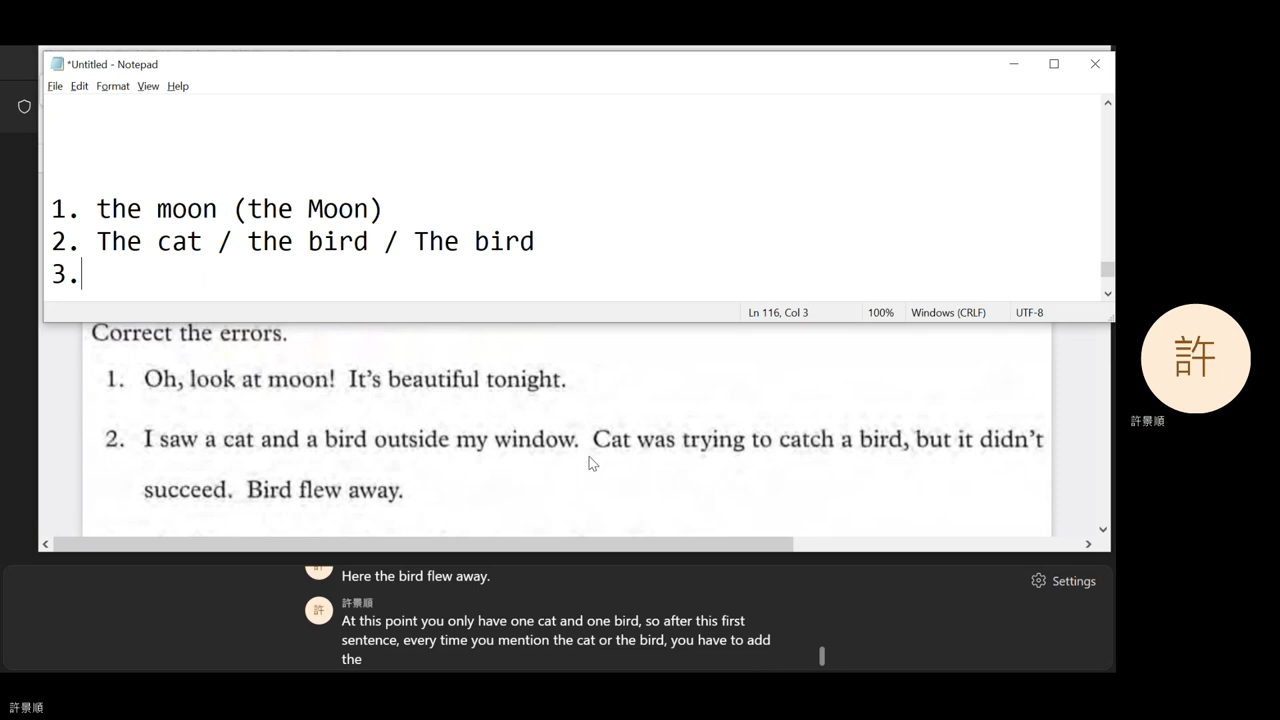 *Untitled - Notepad
File Edit Format View Help
1. the moon (the Moon)
2. The cat / the bird / The bird
3.
Ln 116, Col 3 100% Windows (CRLF) UTF-8
Correct the errors.
1. Oh, look at moon! It's beautiful tonight.
2. I saw a cat and a bird outside my window. Cat was trying to catch a bird, but it didn't
succeed. Bird flew away.
許
許景順
許
Here the bird flew away.
Settings
許
許景順
At this point you only have one cat and one bird, so after this first
sentence, every time you mention the cat or the bird, you have to add
the
許景順